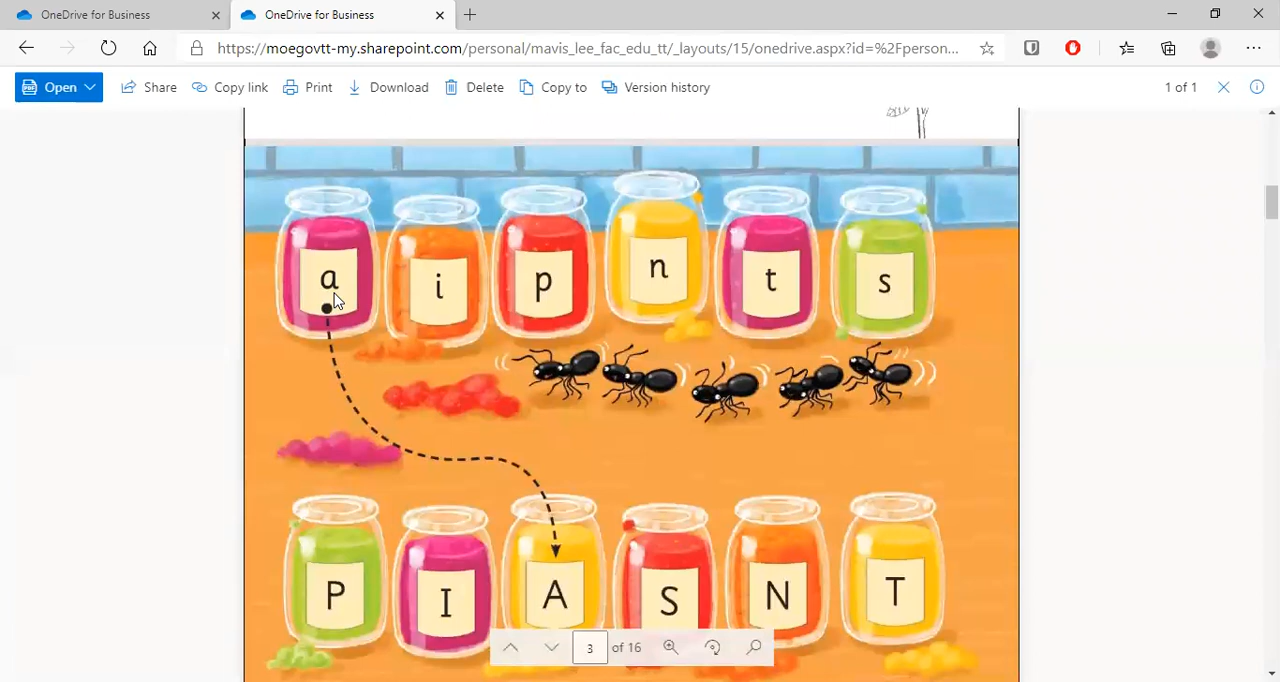 OneDrive for Business
OneDrive for Business
https://moegovtt-my.sharepoint.com/personal/mavis_lee_fac_edu_tt/_layouts/15/onedrive.aspx?id=%2Fperson...
Open Share Copy link Print Download Delete Copy to Version history 1 of 1
a i p n t s
P I A S N T
3 of 16